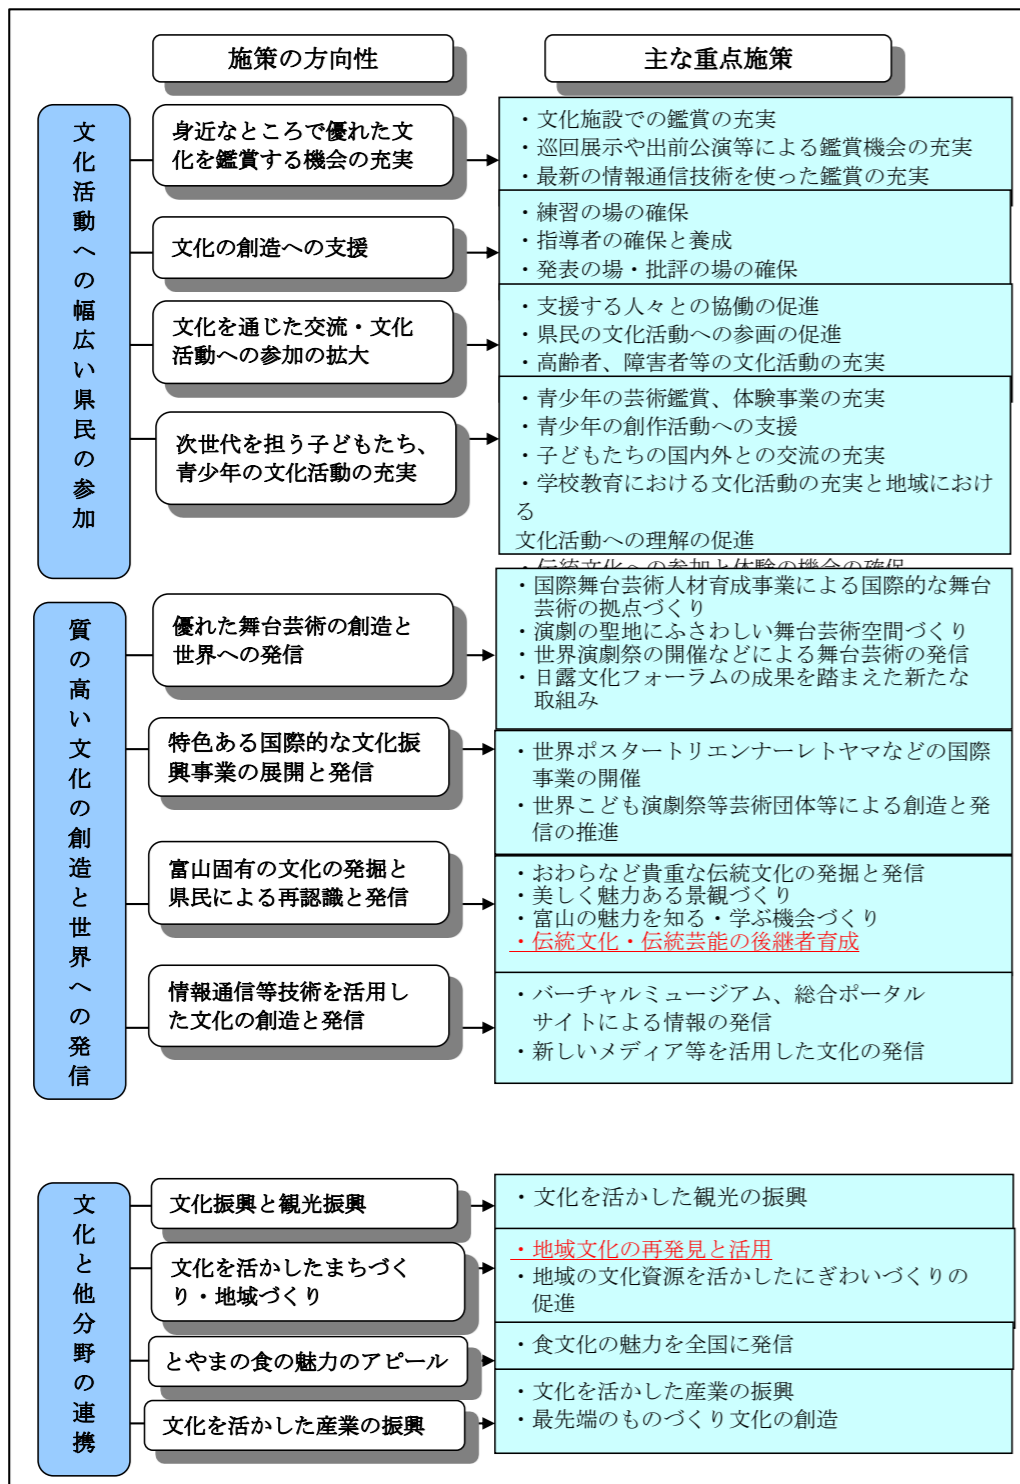 施策の方向性
主な重点施策
文化活動への幅広い県民の参加
身近なところで優れた文
化を鑑賞する機会の充実
・文化施設での鑑賞の充実
・巡回展示や出前公演等による鑑賞機会の充実
・最新の情報通信技術を使った鑑賞の充実
文化の創造への支援
・練習の場の確保
・指導者の確保と養成
・発表の場・批評の場の確保
文化を通じた交流・文化
活動への参加の拡大
・支援する人々との協働の促進
・県民の文化活動への参画の促進
・高齢者、障害者等の文化活動の充実
次世代を担う子どもたち、
青少年の文化活動の充実
・青少年の芸術鑑賞、体験事業の充実
・青少年の創作活動への支援
・子どもたちの国内外との交流の充実
・学校教育における文化活動の充実と地域におけ
る
文化活動への理解の促進
・伝統文化への参加と体験の機会の確保
質の高い文化の創造と世界への発信
優れた舞台芸術の創造と
世界への発信
・国際舞台芸術人材育成事業による国際的な舞台
芸術の拠点づくり
・演劇の聖地にふさわしい舞台芸術空間づくり
・世界演劇祭の開催などによる舞台芸術の発信
・日露文化フォーラムの成果を踏まえた新たな
取組み
特色ある国際的な文化振
興事業の展開と発信
・世界ポスタートリエンナーレトヤマなどの国際
事業の開催
・世界こども演劇祭等芸術団体等による創造と発
信の推進
富山固有の文化の発掘と
県民による再認識と発信
・おわらなど貴重な伝統文化の発掘と発信
・美しく魅力ある景観づくり
・富山の魅力を知る・学ぶ機会づくり
・伝統文化・伝統芸能の後継者育成
情報通信等技術を活用し
た文化の創造と発信
・バーチャルミュージアム、総合ポータル
サイトによる情報の発信
・新しいメディア等を活用した文化の発信
文化と他分野の連携
文化振興と観光振興
・文化を活かした観光の振興
文化を活かしたまちづく
り・地域づくり
・地域文化の再発見と活用
・地域の文化資源を活かしたにぎわいづくりの
促進
とやまの食の魅力のアピール
・食文化の魅力を全国に発信
文化を活かした産業の振興
・文化を活かした産業の振興
・最先端のものづくり文化の創造